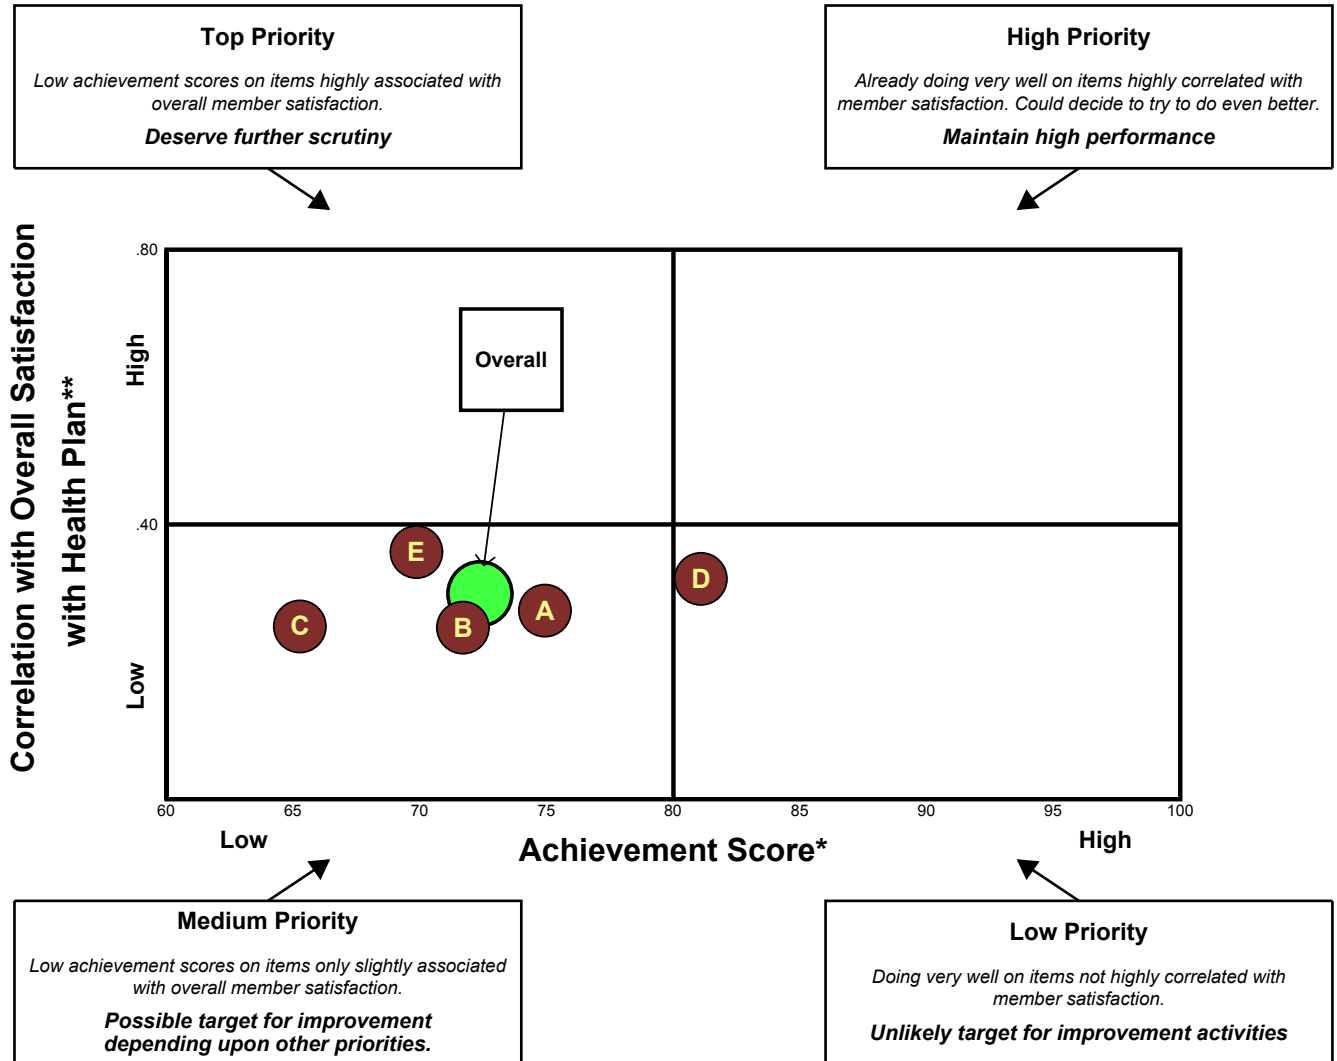 Top Priority
Low achievement scores on items highly associated with
overall member satisfaction.
Deserve further scrutiny
High Priority
Already doing very well on items highly correlated with
member satisfaction. Could decide to try to do even better.
Maintain high performance
Correlation with Overall Satisfaction
with Health Plan**
High
Low
.80
.40
Overall
E
D
A
B
C
60
65
70
75
80
85
90
95
100
Low
Achievement Score*
High
Medium Priority
Low achievement scores on items only slightly associated
with overall member satisfaction.
Possible target for improvement
depending upon other priorities.
Low Priority
Doing very well on items not highly correlated with
member satisfaction.
Unlikely target for improvement activities